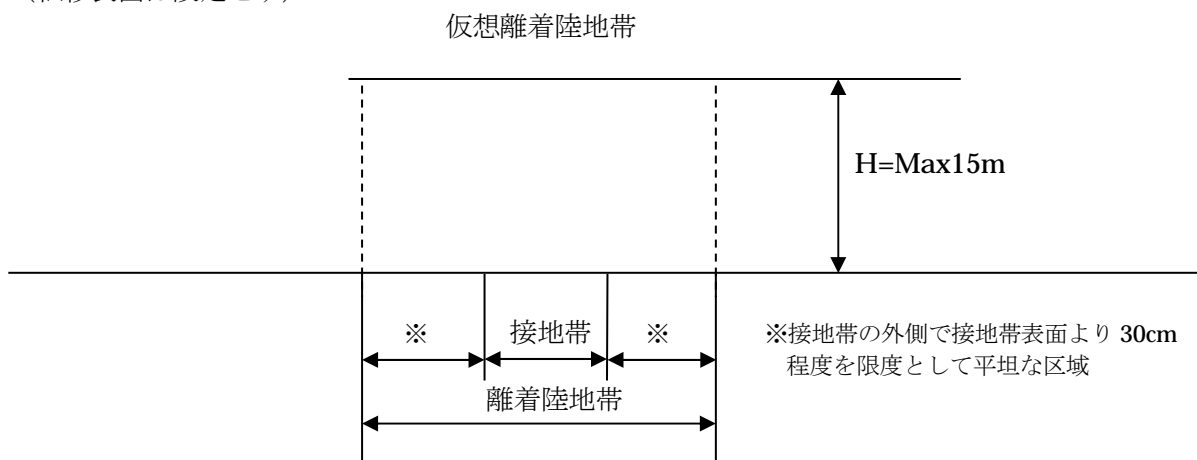 仮想離着陸地帯
H=Max15m
※ 接地帯 ※
※接地帯の外側で接地帯表面より 30cm
程度を限度として平坦な区域
離着陸地帯